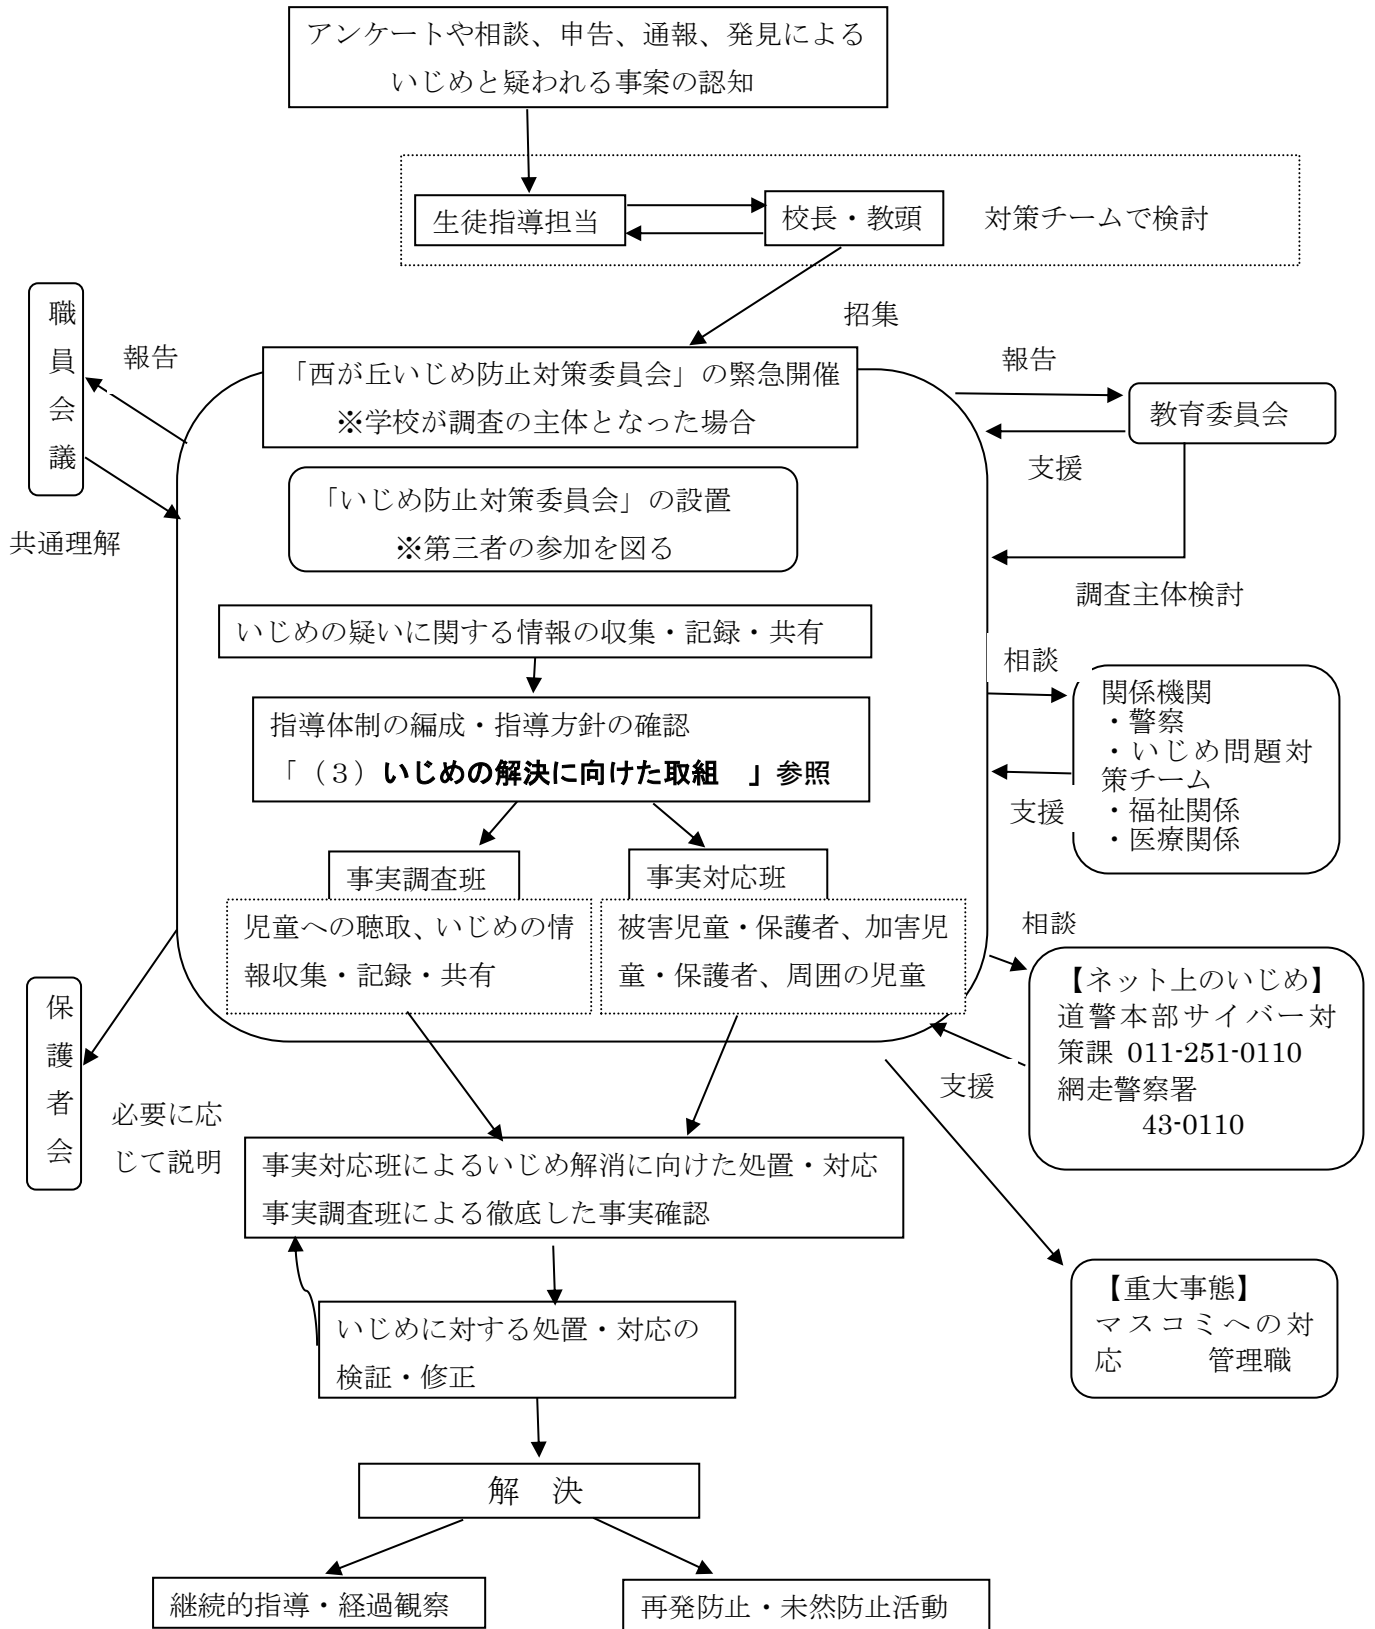 アンケートや相談、申告、通報、発見による
いじめと疑われる事案の認知
生徒指導担当
校長・教頭
対策チームで検討
招集
職員会議
報告
共通理解
「西が丘いじめ防止対策委員会」の緊急開催
※学校が調査の主体となった場合
報告
教育委員会
支援
調査主体検討
「いじめ防止対策委員会」の設置
※第三者の参加を図る
いじめの疑いに関する情報の収集・記録・共有
相談
関係機関
・警察
・いじめ問題対
策チーム
・福祉関係
・医療関係
支援
指導体制の編成・指導方針の確認
「（３）いじめの解決に向けた取組　」参照
事実調査班
事実対応班
児童への聴取、いじめの情
報収集・記録・共有
被害児童・保護者、加害児
童・保護者、周囲の児童
相談
【ネット上のいじめ】
道警本部サイバー対
策課 011-251-0110
網走警察署
43-0110
支援
保護者会
必要に応
じて説明
事実対応班によるいじめ解消に向けた処置・対応
事実調査班による徹底した事実確認
【重大事態】
マスコミへの対
応　　　管理職
いじめに対する処置・対応の
検証・修正
解　決
継続的指導・経過観察
再発防止・未然防止活動